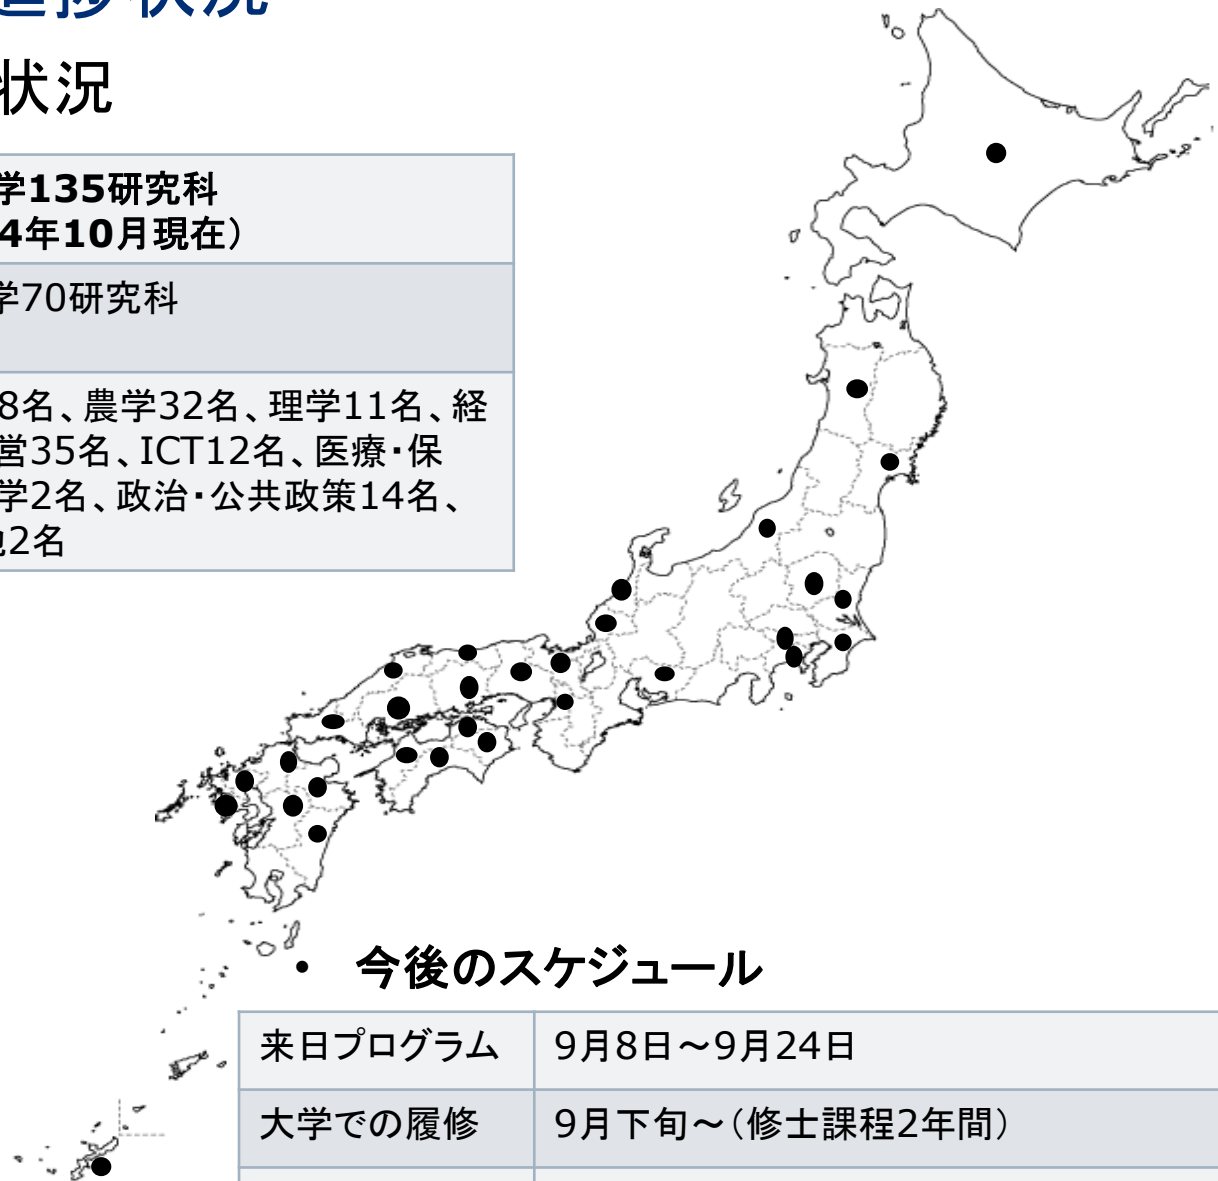 進捗状況
状況
学135研究科
4年10月現在）
学70研究科
8名、農学32名、理学11名、経
営35名、ICT12名、医療・保
学2名、政治・公共政策14名、
他2名
• 今後のスケジュール
来日プログラム 9月8日～9月24日
大学での履修 9月下旬～（修士課程2年間）